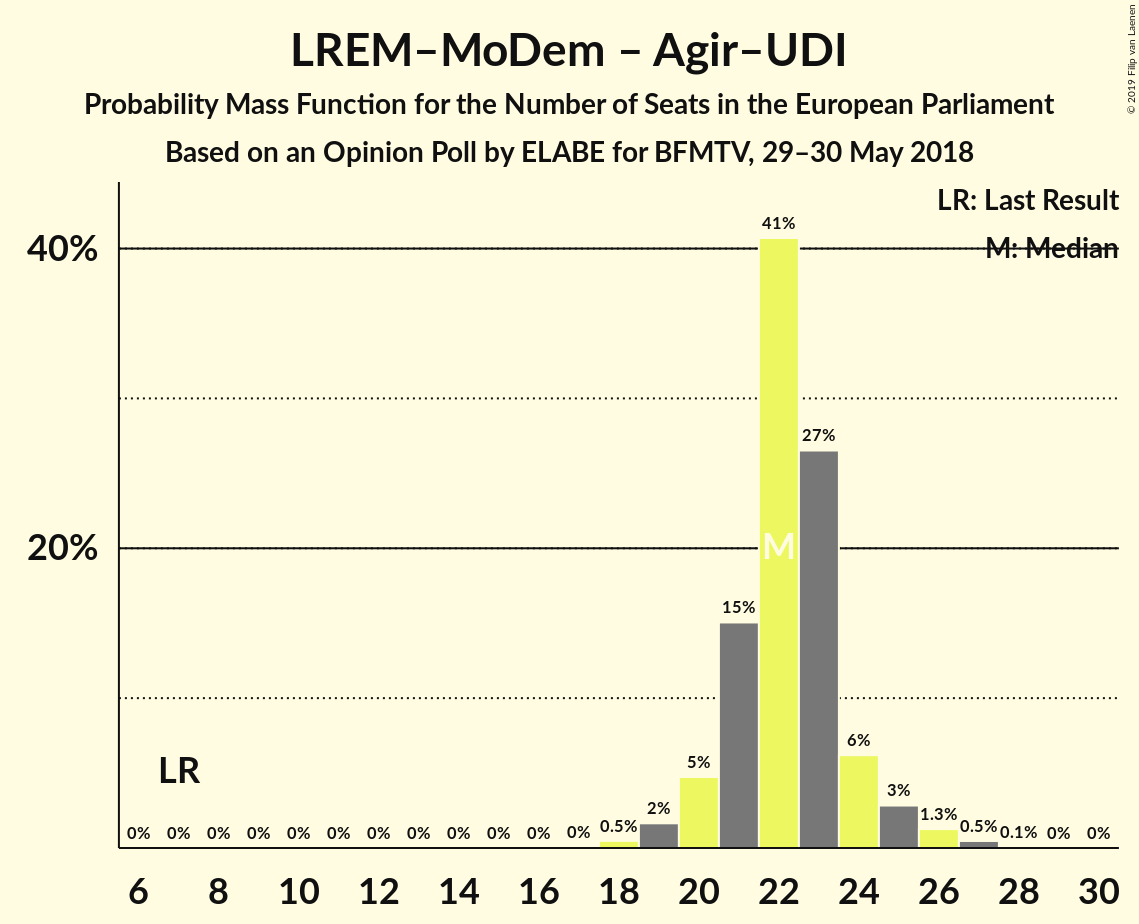 LREM–MoDem – Agir–UDI
Probability Mass Function for the Number of Seats in the European Parliament
Based on an Opinion Poll by ELABE for BFMTV, 29–30 May 2018
© 2019 Filip van Laenen
LR: Last Result
M: Median
40%
20%
41%
27%
M
15%
6%
LR
5%
3%
2%
1.3%
0% 0% 0% 0% 0% 0% 0% 0% 0% 0% 0% 0% 0.5% 0.5% 0.1% 0% 0%
6 8 10 12 14 16 18 20 22 24 26 28 30